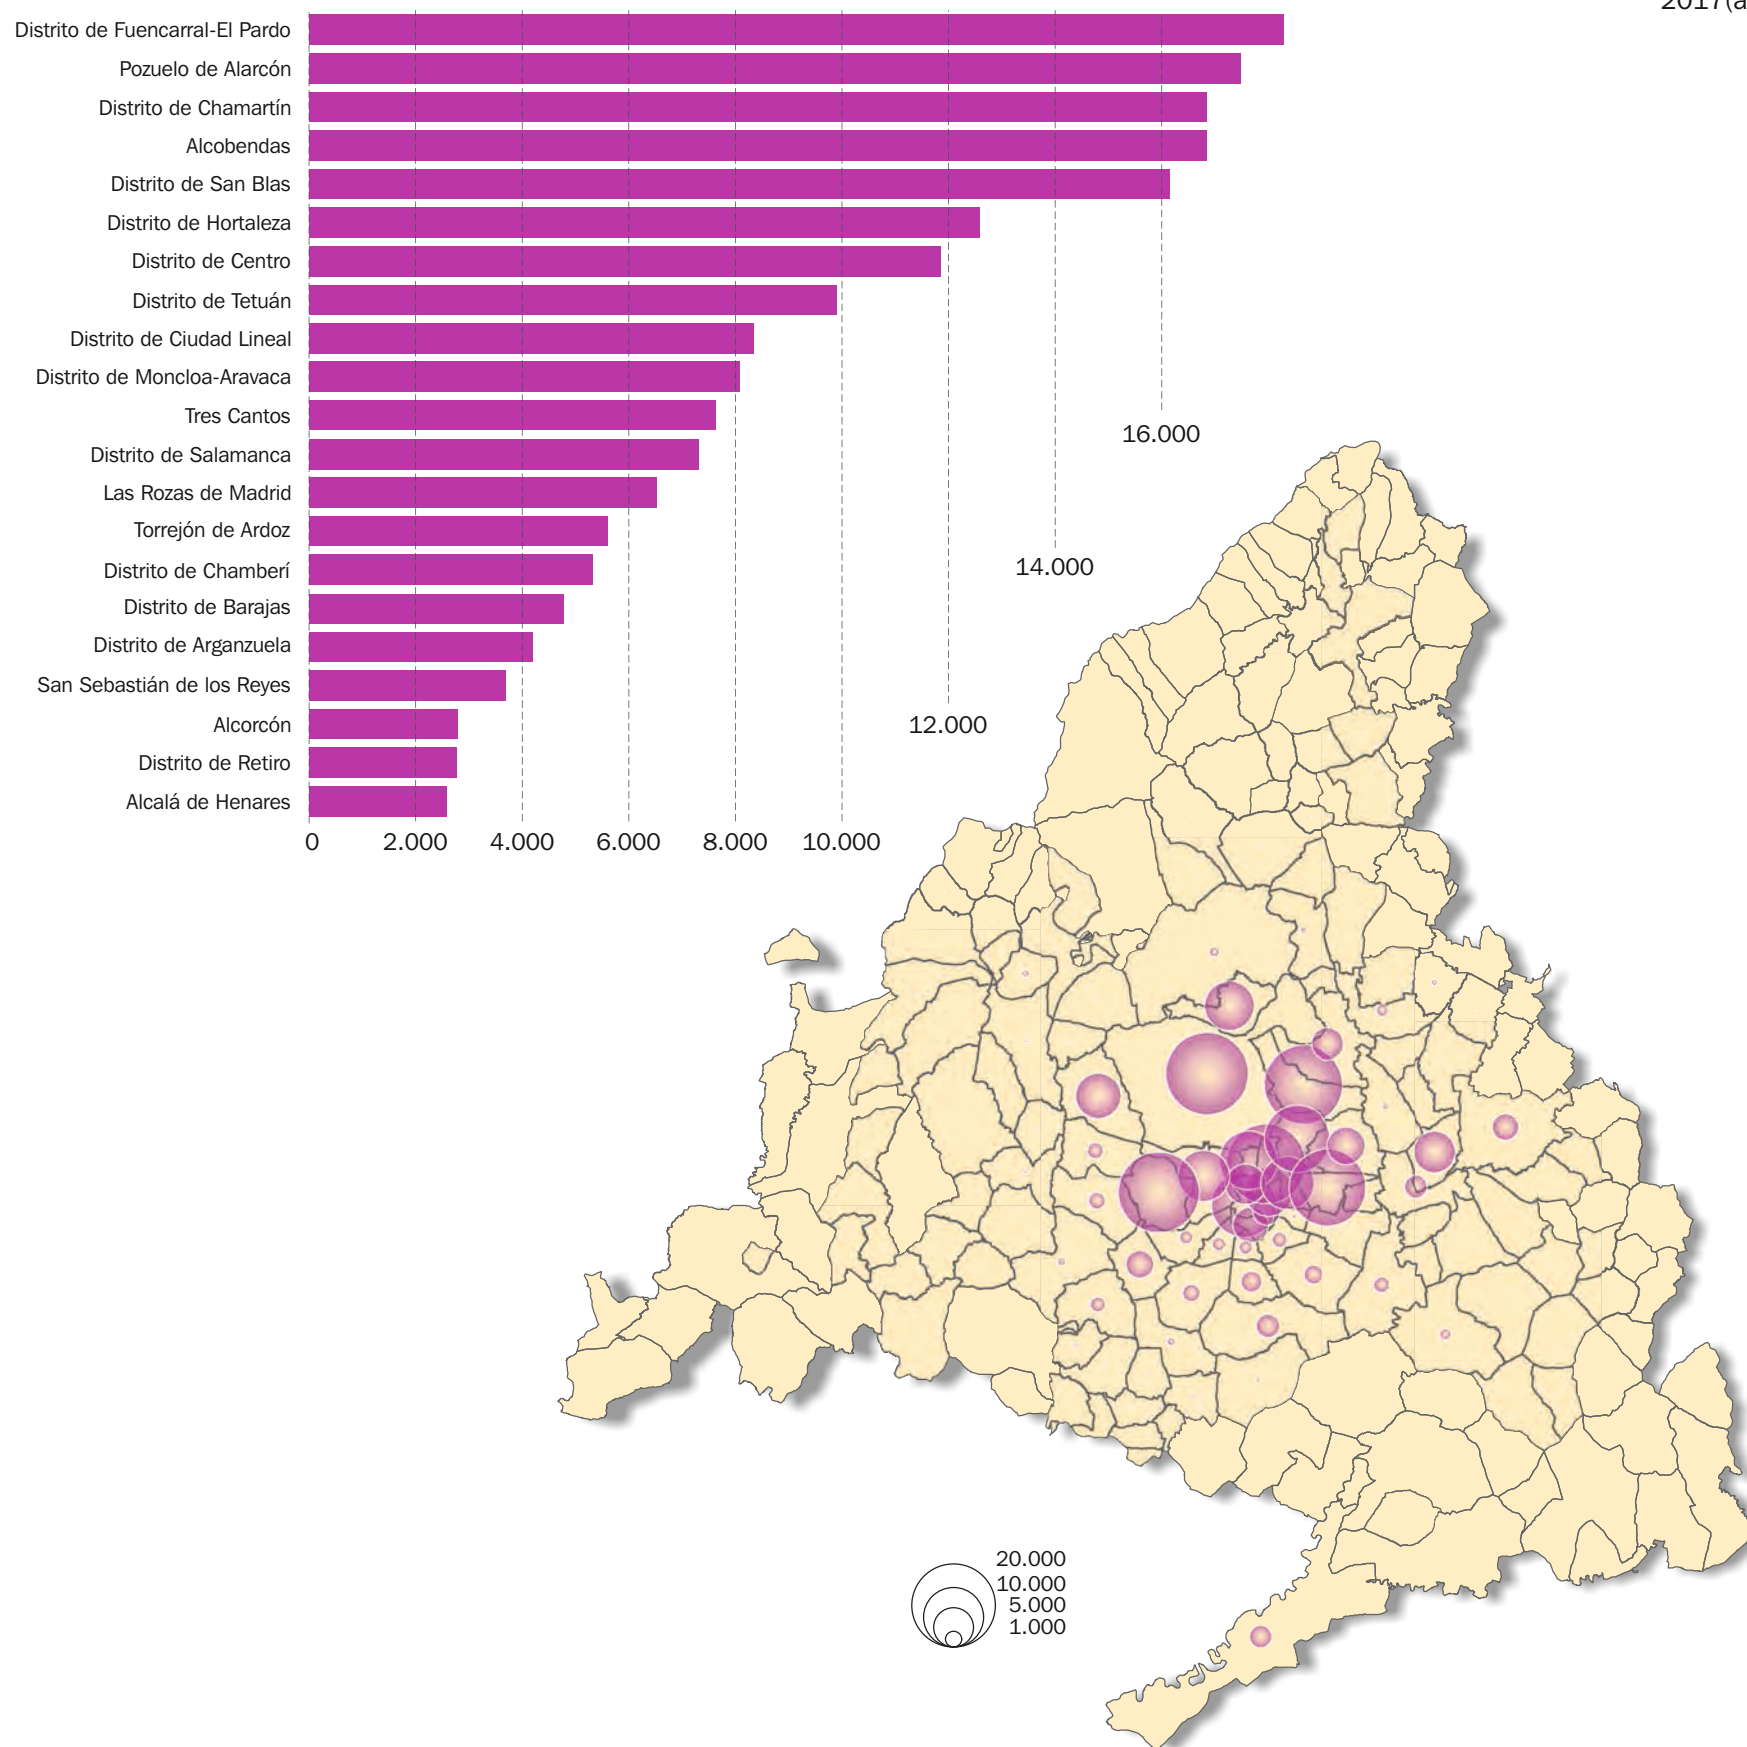 2017(a
Distrito de Fuencarral-El Pardo
Pozuelo de Alarcón
Distrito de Chamartín
Alcobendas
Distrito de San Blas
Distrito de Hortaleza
Distrito de Centro
Distrito de Tetuán
Distrito de Ciudad Lineal
Distrito de Moncloa-Aravaca
Tres Cantos
Distrito de Salamanca
Las Rozas de Madrid
Torrejón de Ardoz
Distrito de Chamberí
Distrito de Barajas
Distrito de Arganzuela
San Sebastián de los Reyes
Alcorcón
Distrito de Retiro
Alcalá de Henares
0 2.000 4.000 6.000 8.000 10.000
12.000
14.000
16.000
20.000
10.000
5.000
1.000